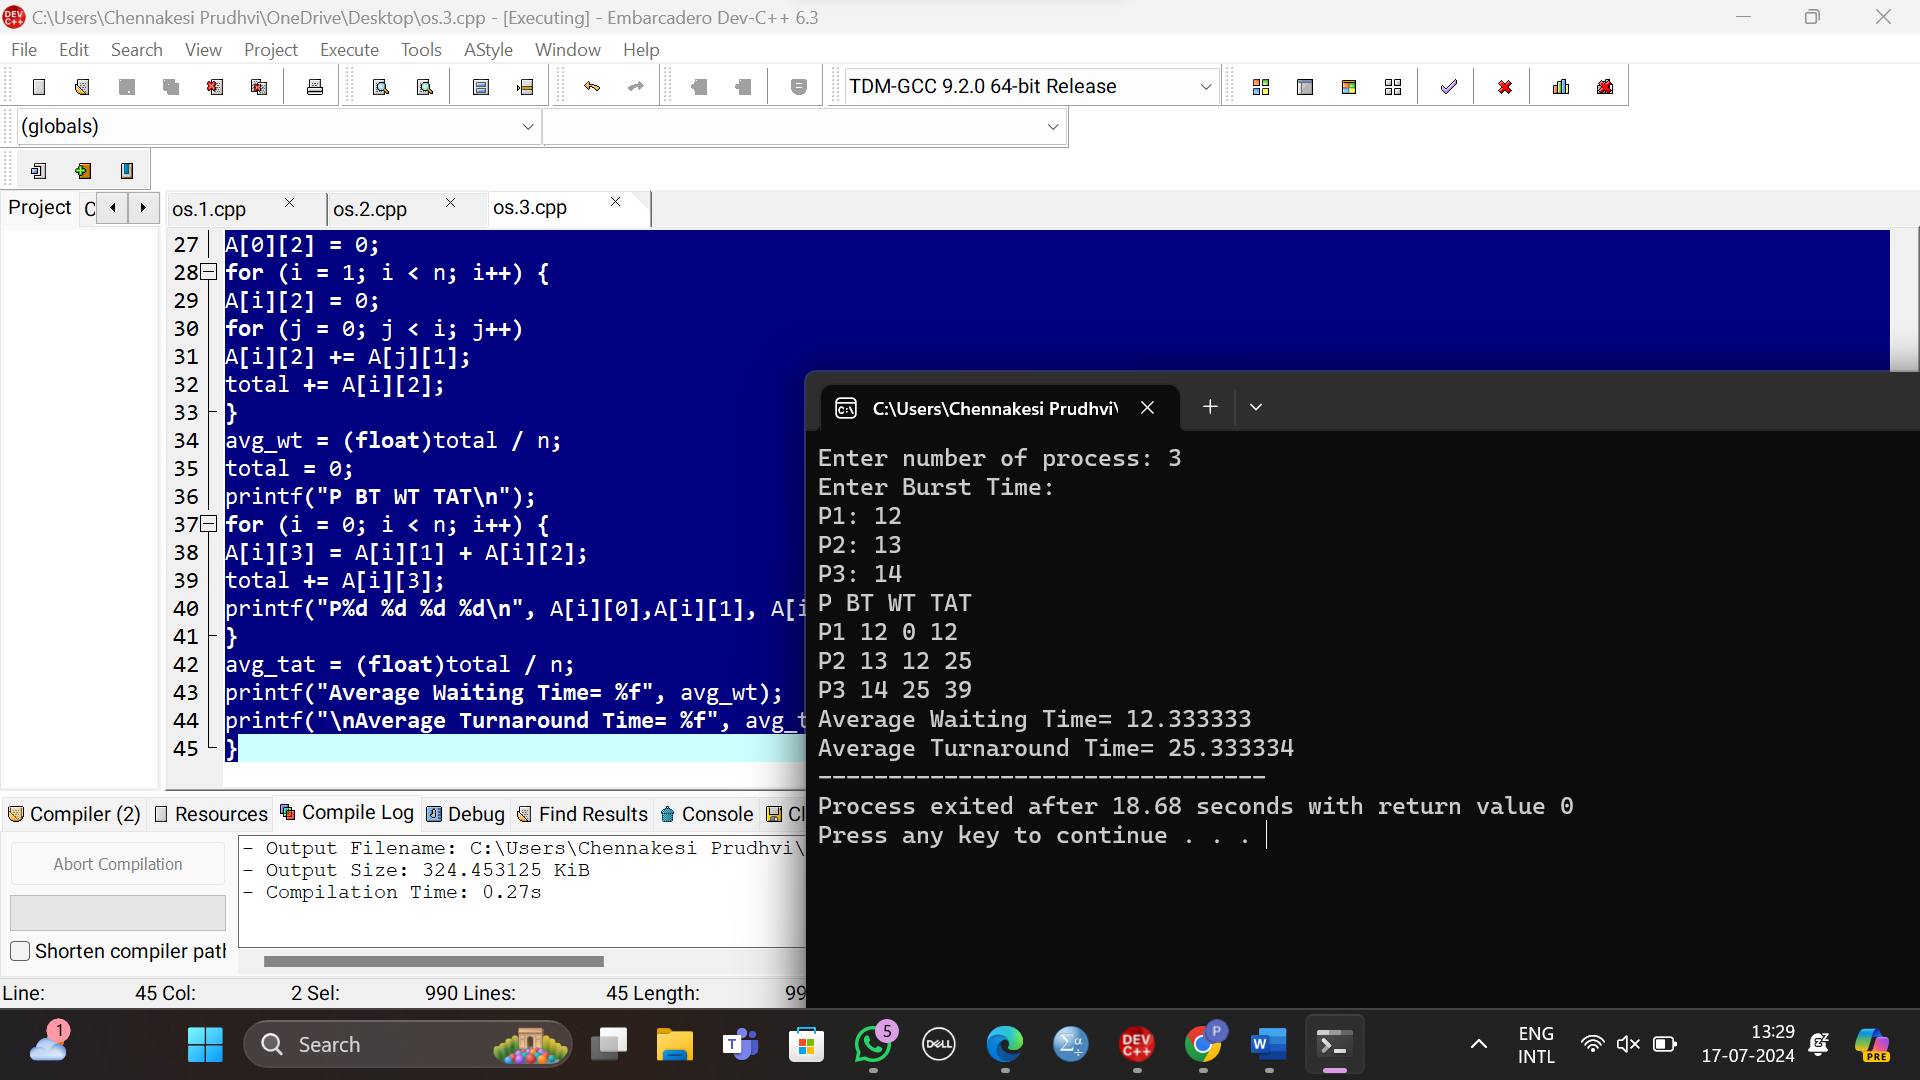 C:\Users\Chennakesi Prudhvi\OneDrive\Desktop\os.3.cpp - [Executing] - Embarcadero Dev-C++ 6.3
File Edit Search View Project Execute Tools AStyle Window Help
TDM-GCC 9.2.0 64-bit Release
(globals)
Project C os.1.cpp os.2.cpp os.3.cpp
27 A[0][2] = 0;
28 for (i = 1; i < n; i++) {
29 A[i][2] = 0;
30 for (j = 0; j < i; j++)
31 A[i][2] += A[j][1];
32 total += A[i][2];
33 }
34 avg_wt = (float)total / n;
35 total = 0;
36 printf("P BT WT TAT\n");
37 for (i = 0; i < n; i++) {
38 A[i][3] = A[i][1] + A[i][2];
39 total += A[i][3];
40 printf("P%d %d %d %d\n", A[i][0],A[i][1], A[i
41 }
42 avg_tat = (float)total / n;
43 printf("Average Waiting Time= %f", avg_wt);
44 printf("\nAverage Turnaround Time= %f", avg_t
45 }
C:\Users\Chennakesi Prudhvi\
Enter number of process: 3
Enter Burst Time:
P1: 12
P2: 13
P3: 14
P BT WT TAT
P1 12 0 12
P2 13 12 25
P3 14 25 39
Average Waiting Time= 12.333333
Average Turnaround Time= 25.333334
--------------------------------
Process exited after 18.68 seconds with return value 0
Press any key to continue . . .
Compiler (2) Resources Compile Log Debug Find Results Console Cl
Abort Compilation
Shorten compiler path
- Output Filename: C:\Users\Chennakesi Prudhvi\
- Output Size: 324.453125 KiB
- Compilation Time: 0.27s
Line: 45 Col: 2 Sel: 990 Lines: 45 Length: 99
1
Search
5
DELL
DEV C++
P
W
ENG
INTL
13:29
17-07-2024
PRE